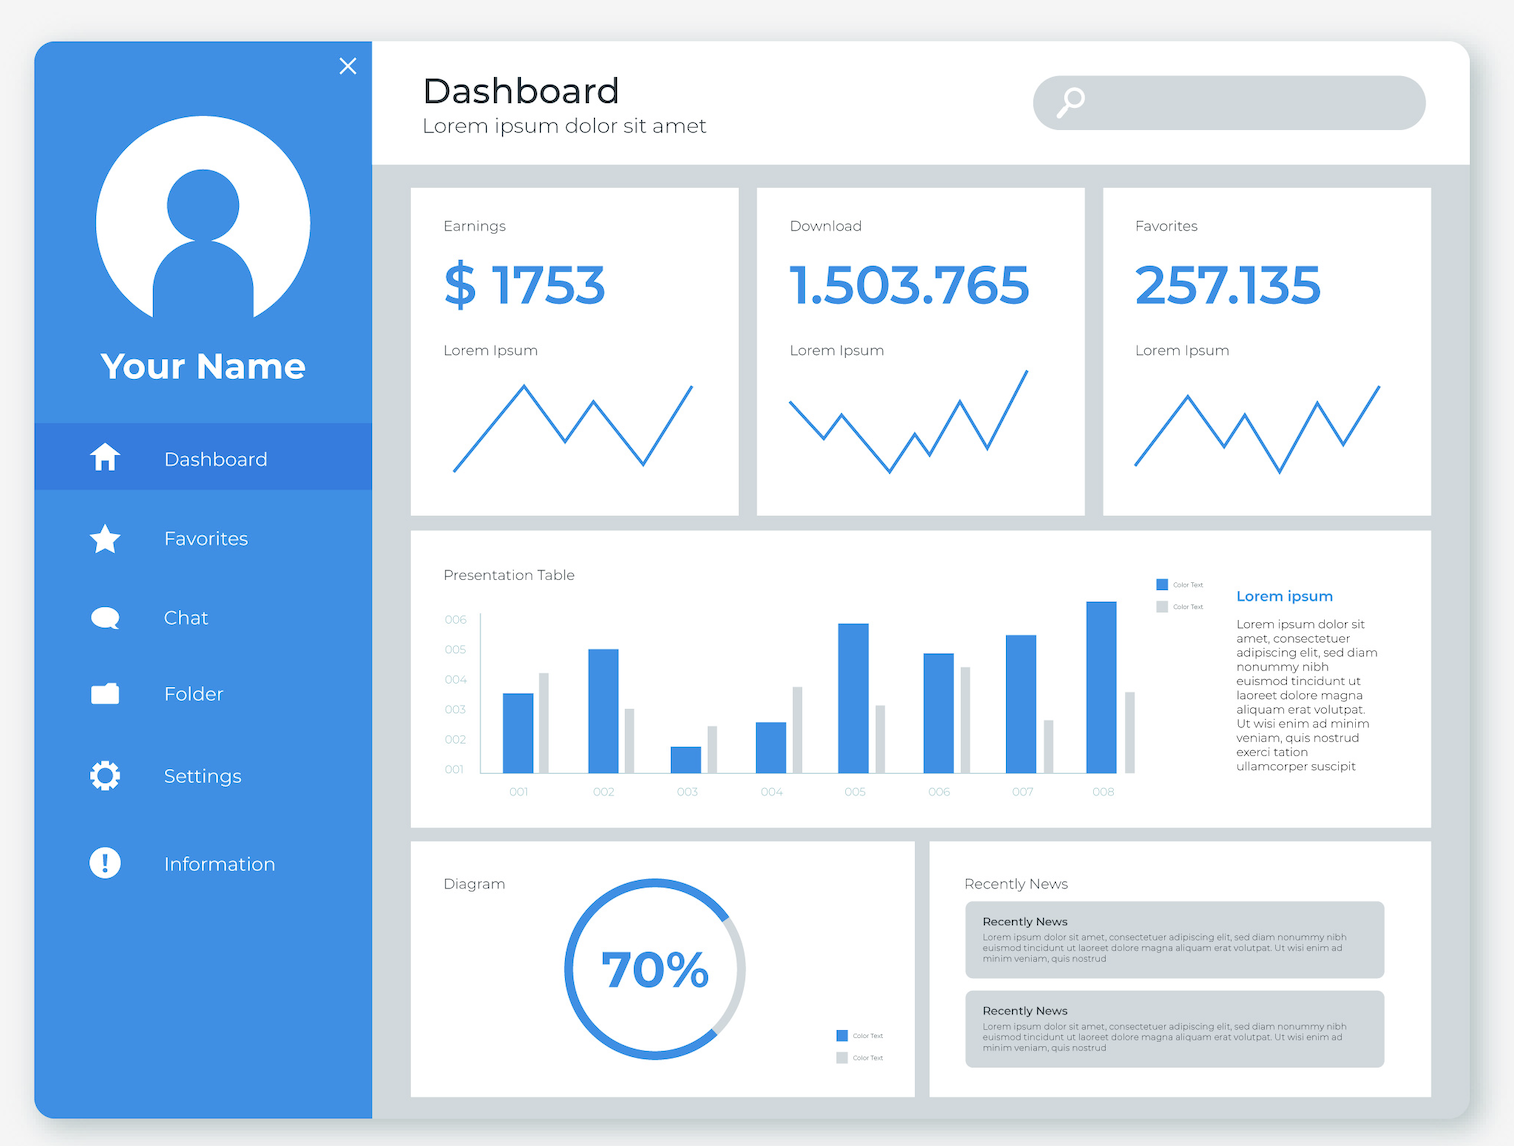 Your Name
Dashboard
Favorites
Chat
Folder
Settings
Information
Dashboard
Lorem ipsum dolor sit amet
Earnings
$ 1753
Lorem Ipsum
Download
1.503.765
Lorem Ipsum
Favorites
257.135
Lorem Ipsum
Presentation Table
006
005
004
003
002
001
001 002 003 004 005 006 007 008
Color Text
Color Text
Lorem ipsum
Lorem ipsum dolor sit
amet, consectetuer
adipiscing elit, sed diam
nonummy nibh
euismod tincidunt ut
laoreet dolore magna
aliquam erat volutpat.
Ut wisi enim ad minim
veniam, quis nostrud
exerci tation
ullamcorper suscipit
Diagram
70%
Color Text
Color Text
Recently News
Recently News
Lorem ipsum dolor sit amet, consectetuer adipiscing elit, sed diam nonummy nibh
euismod tincidunt ut laoreet dolore magna aliquam erat volutpat. Ut wisi enim ad
minim veniam, quis nostrud
Recently News
Lorem ipsum dolor sit amet, consectetuer adipiscing elit, sed diam nonummy nibh
euismod tincidunt ut laoreet dolore magna aliquam erat volutpat. Ut wisi enim ad
minim veniam, quis nostrud